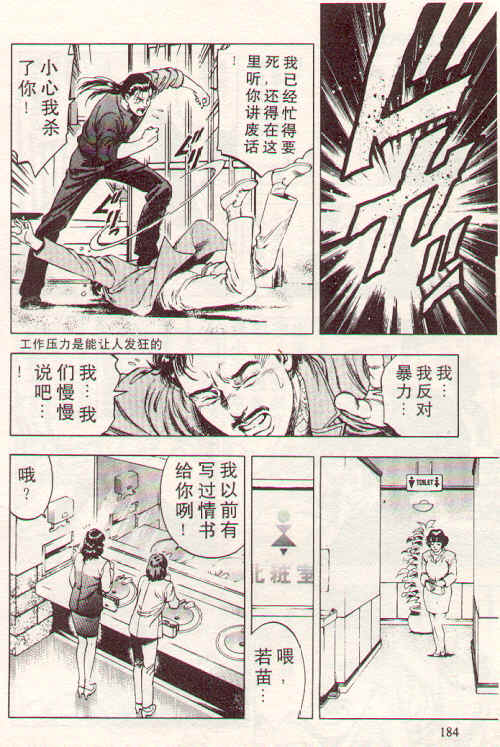 我已经忙得要
死，还得在这
里听你讲废话
！
小心我杀
了你！
工作压力是能让人发狂的
我…
我反对
暴力…
我…我
们慢慢
说吧…
！
TOILET
化粧室
喂，
若苗…
我以前有
写过情书
给你咧！
哦？
184